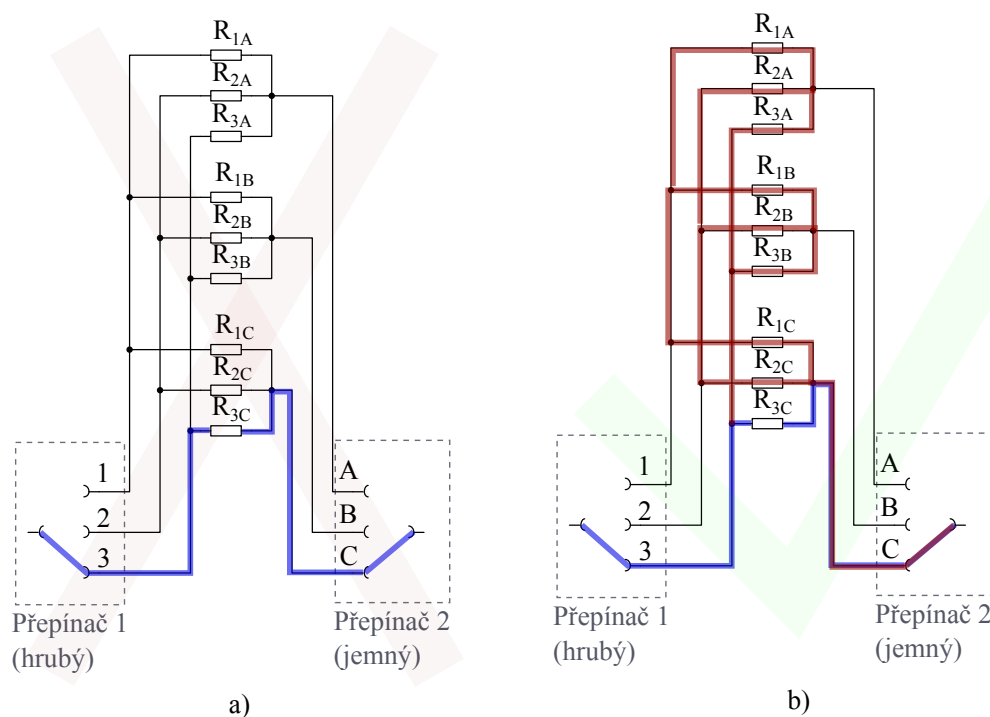 R1A
R2A
R3A
R1B
R2B
R3B
R1C
R2C
R3C
1
2
3
A
B
C
Přepínač 1
(hrubý)
Přepínač 2
(jemný)
a)
R1A
R2A
R3A
R1B
R2B
R3B
R1C
R2C
R3C
1
2
3
A
B
C
Přepínač 1
(hrubý)
Přepínač 2
(jemný)
b)